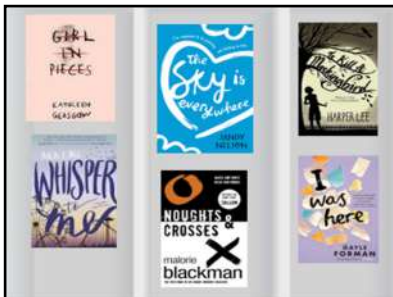 GIRL
IN
PIECES
KATHLEEN
GLASGOW
WHISPER
to
me
The
Sky is
everywhere
JANDY
NELSON
NOUGHTS
&
CROSSES
malorie
blackman
To Kill A
Mockingbird
HARPER LEE
I
was
here
GAYLE
FORMAN